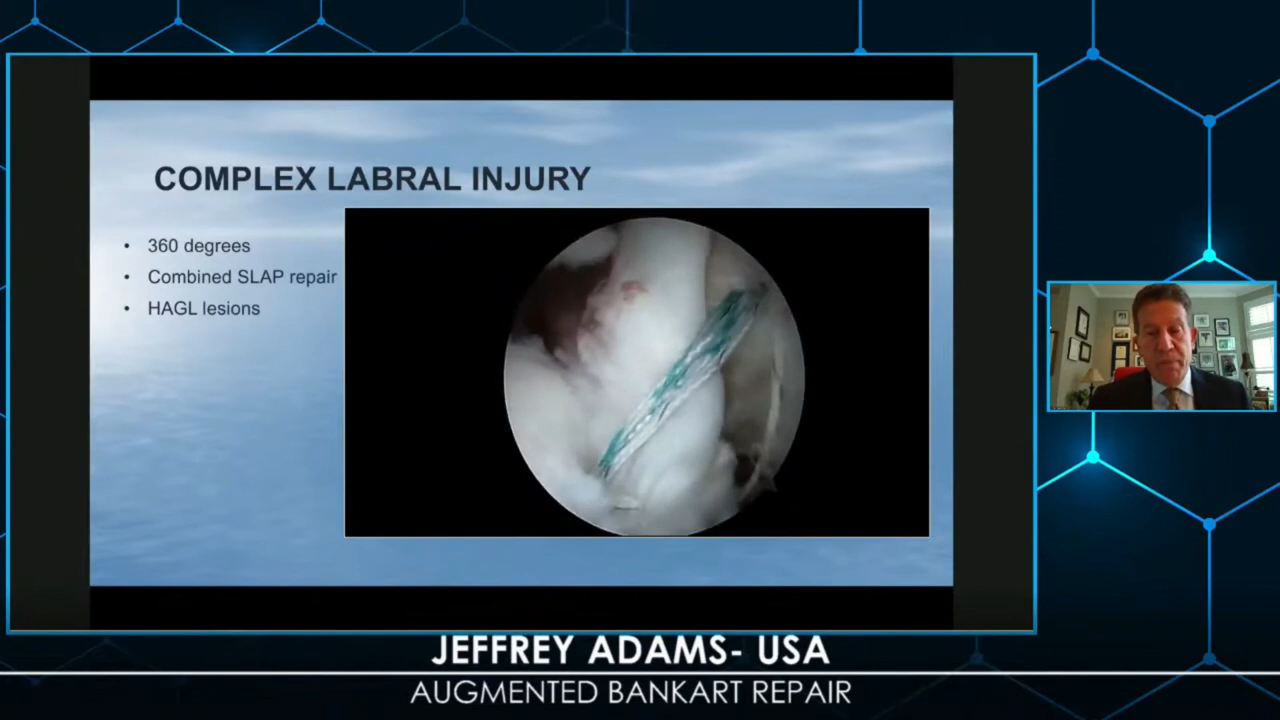 COMPLEX LABRAL INJURY
• 360 degrees
• Combined SLAP repair
• HAGL lesions
JEFFREY ADAMS- USA
AUGMENTED BANKART REPAIR